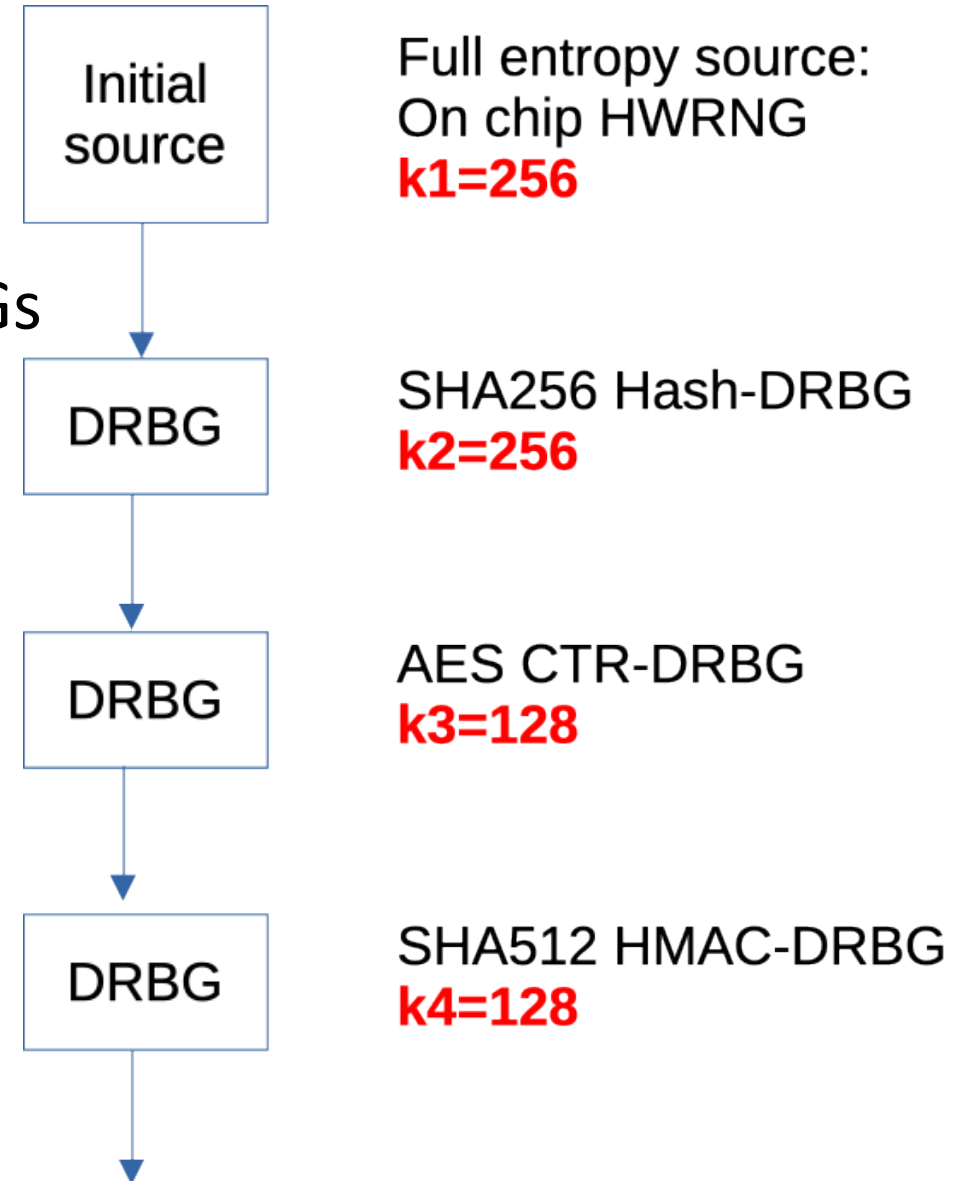 Initial
source
Full entropy source:
On chip HWRNG
k1=256
Gs
DRBG
SHA256 Hash-DRBG
k2=256
DRBG
AES CTR-DRBG
k3=128
DRBG
SHA512 HMAC-DRBG
k4=128